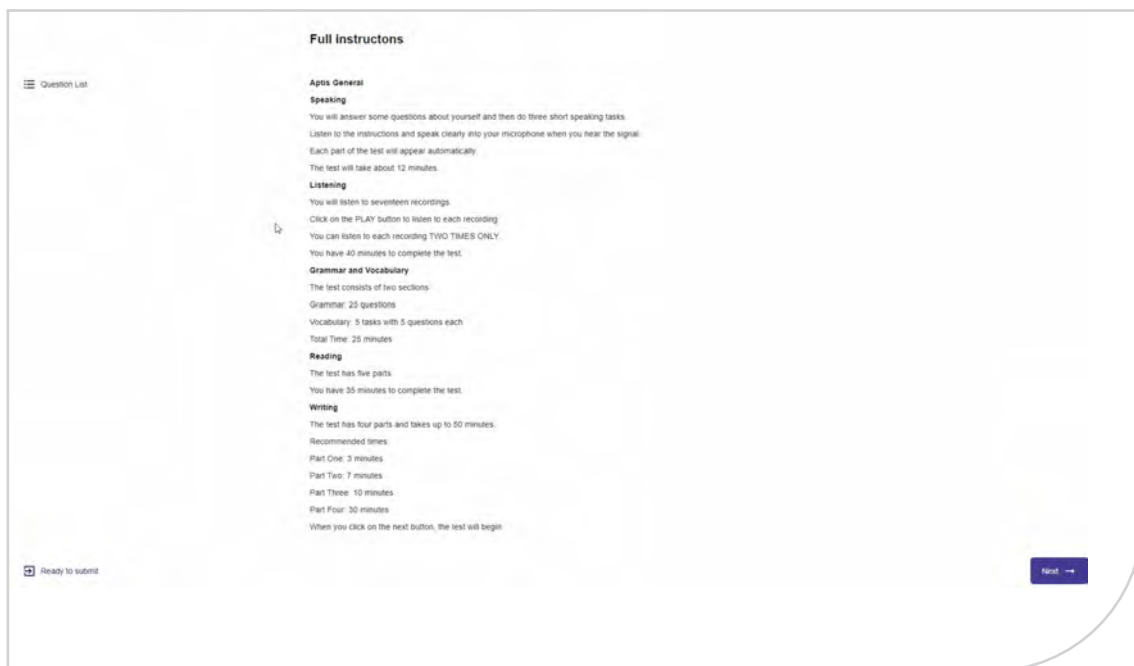 Full instructons
Question List
Aptis General
Speaking
You will answer some questions about yourself and then do three short speaking tasks.
Listen to the instructions and speak clearly into your microphone when you hear the signal.
Each part of the test will appear automatically.
The test will take about 12 minutes.
Listening
You will listen to seventeen recordings.
Click on the PLAY button to listen to each recording.
You can listen to each recording TWO TIMES ONLY.
You have 40 minutes to complete the test.
Grammar and Vocabulary
The test consists of two sections
Grammar: 25 questions
Vocabulary: 5 tasks with 5 questions each
Total Time: 25 minutes
Reading
The test has five parts.
You have 35 minutes to complete the test.
Writing
The test has four parts and takes up to 50 minutes.
Recommended times:
Part One: 3 minutes
Part Two: 7 minutes
Part Three: 10 minutes
Part Four: 30 minutes
When you click on the next button, the test will begin
Ready to submit
Next